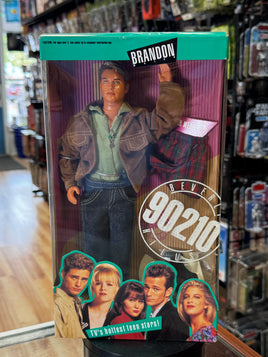 BRANDON
BEVERLY
90210
HILLS
TV's hottest teen stars!